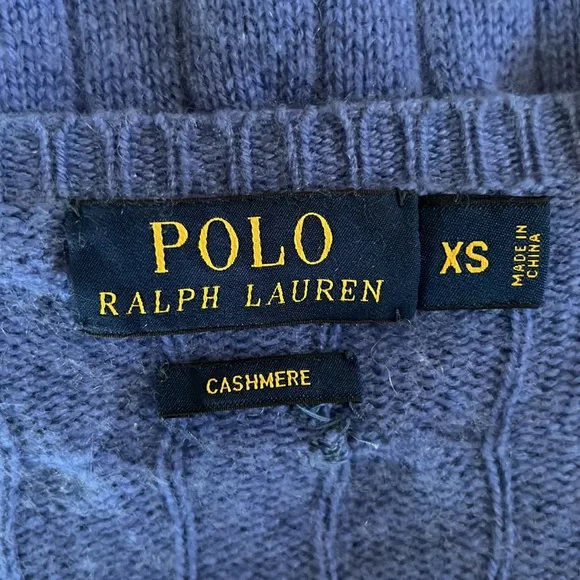 POLO
RALPH LAUREN
XS
MADE IN
CHINA
CASHMERE